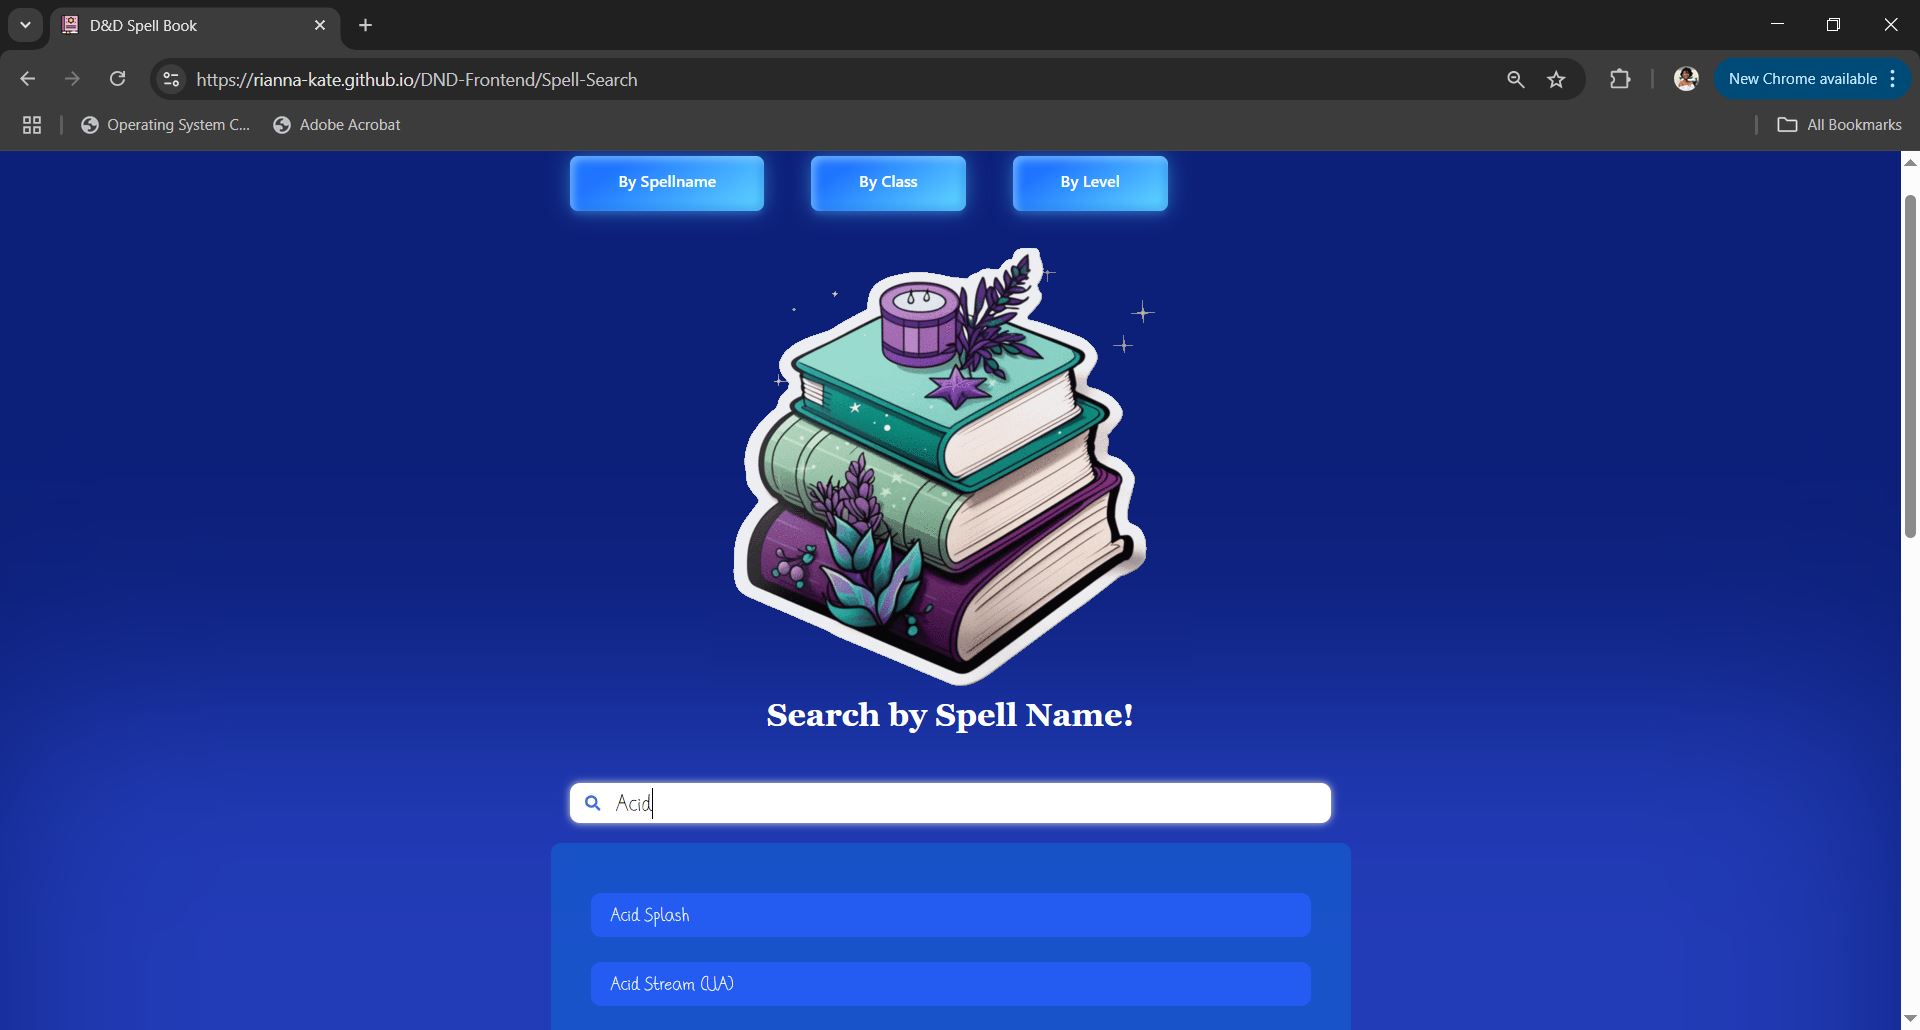 D&D Spell Book
https://rianna-kate.github.io/DND-Frontend/Spell-Search
New Chrome available
Operating System C...
Adobe Acrobat
All Bookmarks
By Spellname
By Class
By Level
Search by Spell Name!
Acid
Acid Splash
Acid Stream (UA)